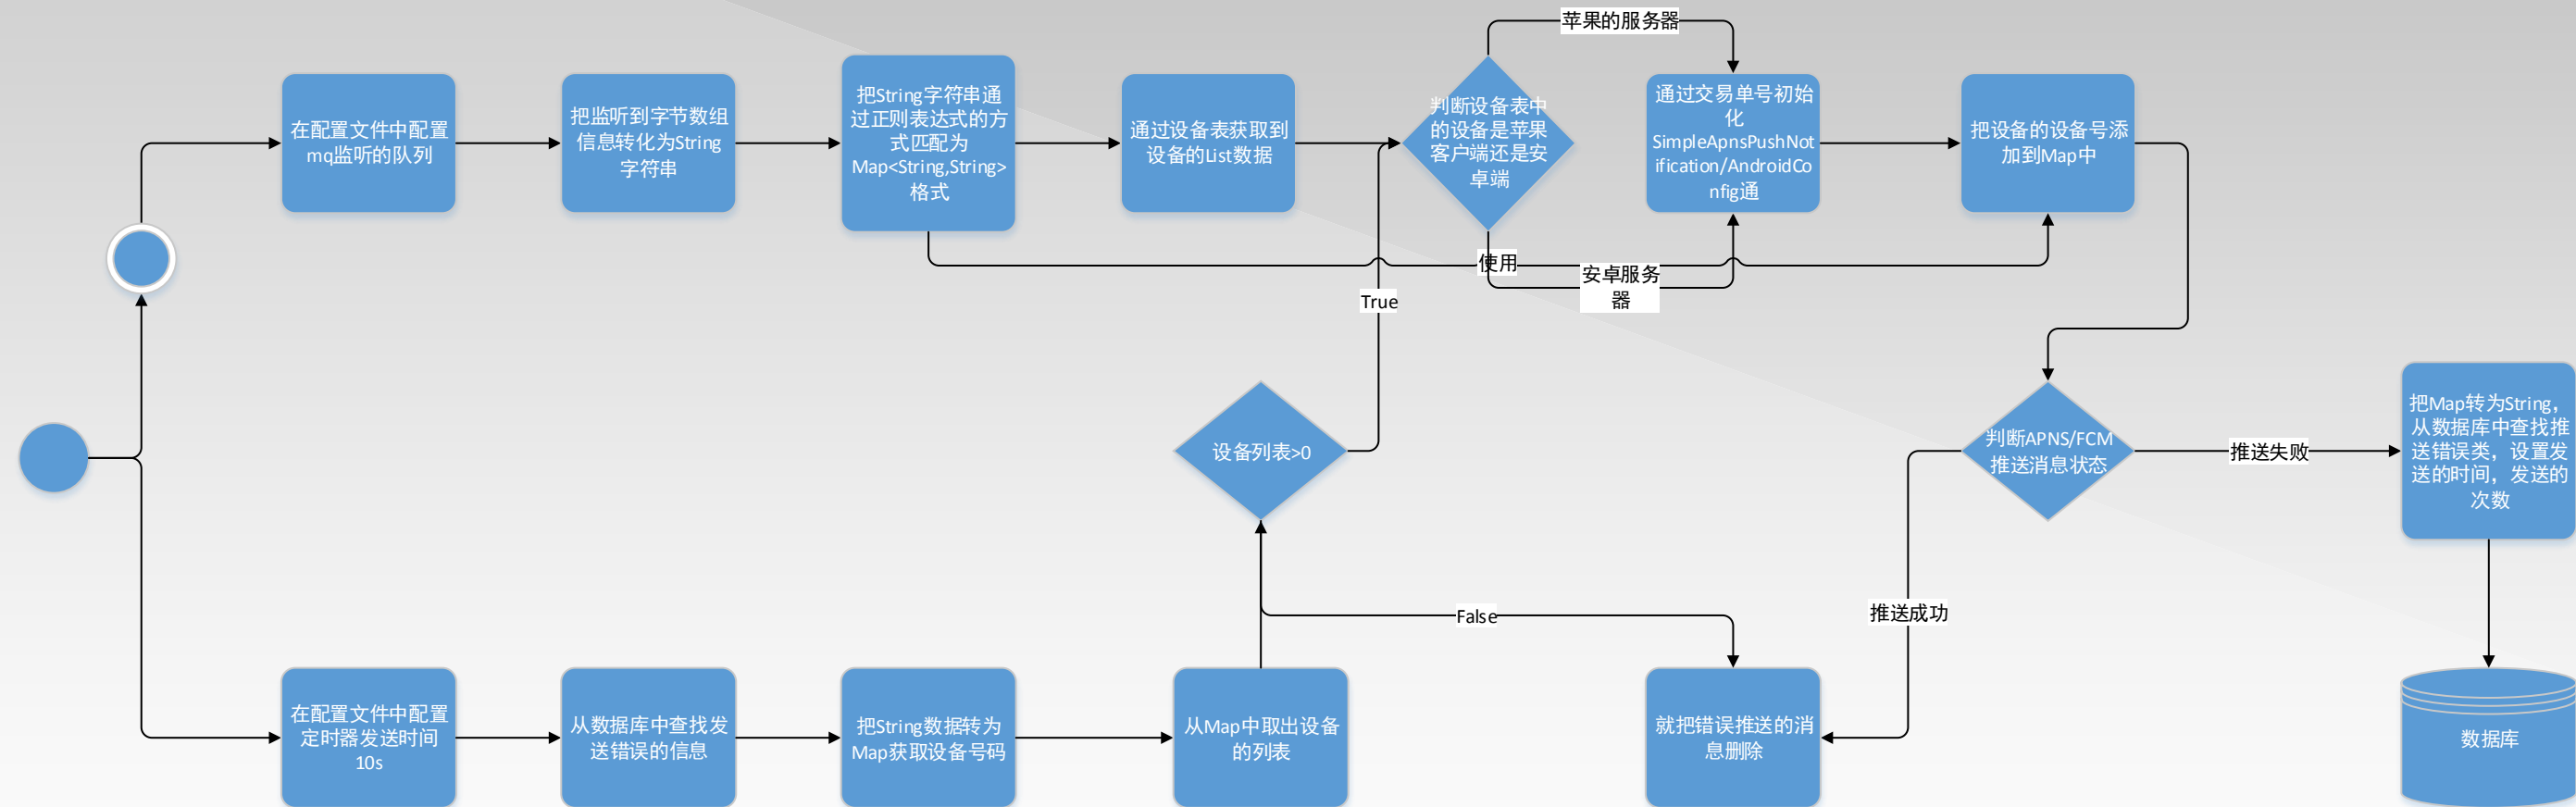 苹果的服务器
在配置文件中配置
mq监听的队列
把监听到字节数组
信息转化为String
字符串
把String字符串通
过正则表达式的方
式匹配为
Map<String,String>
格式
通过设备表获取到
设备的List数据
判断设备表中
的设备是苹果
客户端还是安
卓端
通过交易单号初始
化
SimpleApnsPushNot
ification/AndroidCo
nfig通
把设备的设备号添
加到Map中
使用
安卓服务
器
True
设备列表>0
判断APNS/FCM
推送消息状态
推送失败
把Map转为String，
从数据库中查找推
送错误类，设置发
送的时间，发送的
次数
False
推送成功
在配置文件中配置
定时器发送时间
10s
从数据库中查找发
送错误的信息
把String数据转为
Map获取设备号码
从Map中取出设备
的列表
就把错误推送的消
息删除
数据库